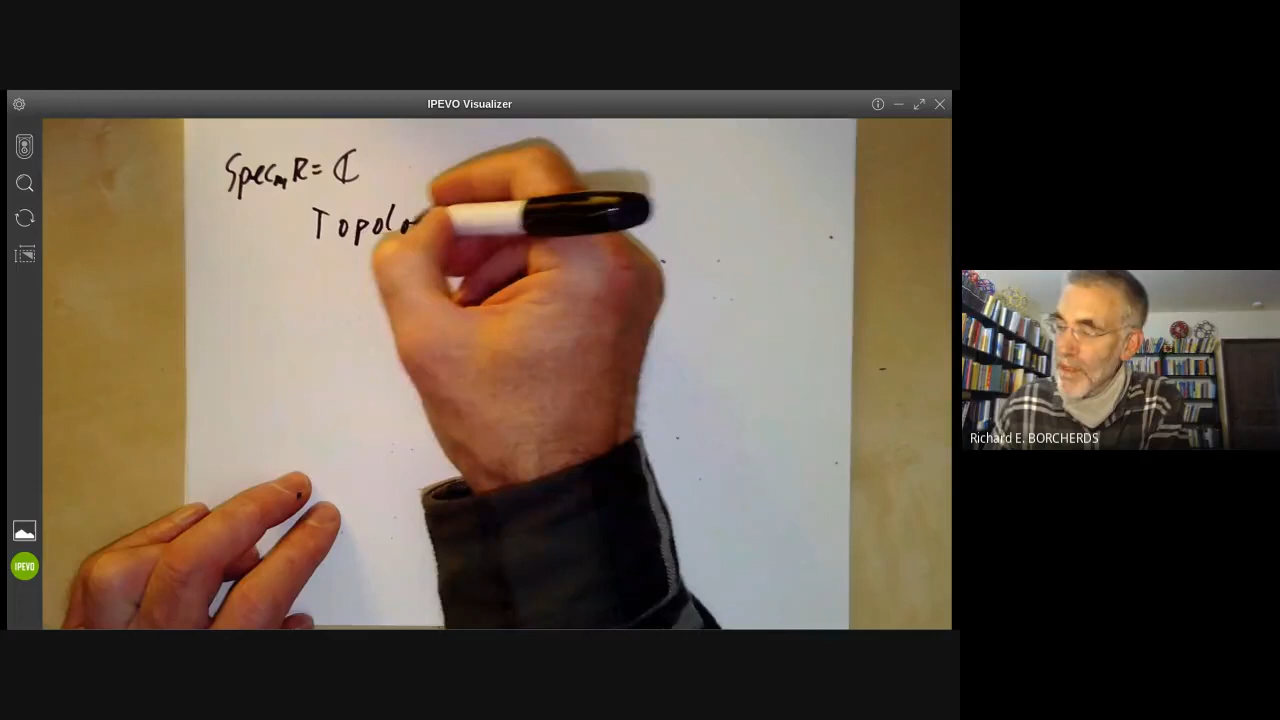 IPEVO Visualizer
Specₘ R = ℂ
Topolo
IPEVO
Richard E. BORCHERDS